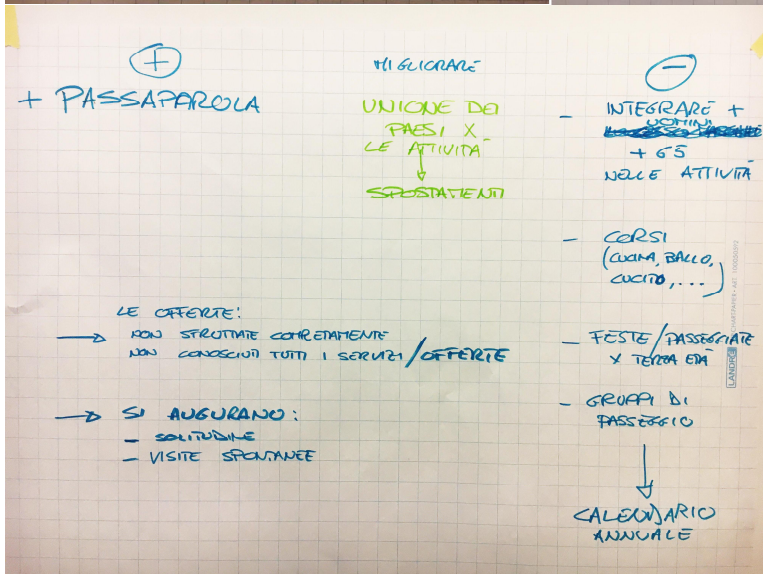 +
+ PASSAPAROLA
MIGLIORARE
UNIONE DEI
PAESI X
LE ATTIVITÀ
SPOSTAMENTI
-
- INTEGRARE +
UOMINI
+ 65
NELLE ATTIVITÀ
- CORSI
(CUCINA, BALLO,
CUCITO, ...)
- FESTE/PASSEGGIATE
X TERZA ETÀ
- GRUPPI DI
PASSEGGIO
CALENDARIO
ANNUALE
LE OFFERTE:
→ NON SFRUTTATE COMPLETAMENTE
NON CONOSCIUTI TUTTI I SERVIZI/OFFERTE
→ SI AUGURANO:
- SOLITUDINE
- VISITE SPONTANEE
LANDRÉ